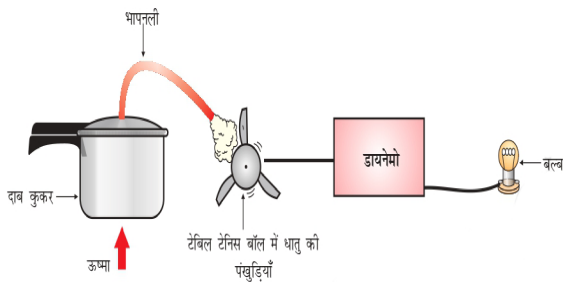 भापनली
डायनेमो
बल्ब
दाब कुकर
टेबिल टेनिस बॉल में धातु की
पंखुड़ियाँ
ऊष्मा